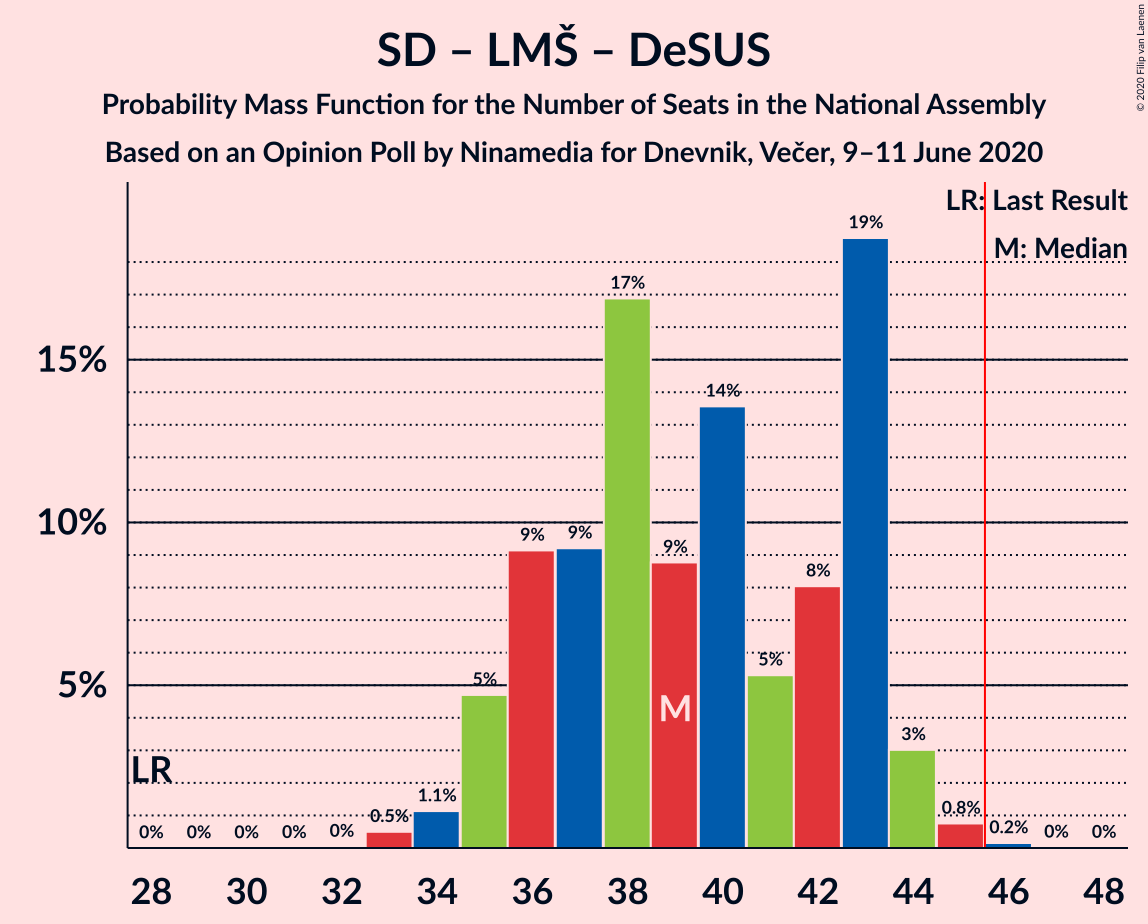 SD – LMŠ – DeSUS
Probability Mass Function for the Number of Seats in the National Assembly
Based on an Opinion Poll by Ninamedia for Dnevnik, Večer, 9–11 June 2020
© 2020 Filip van Laenen
LR: Last Result
M: Median
15%
10%
5%
LR
M
0%
0%
0%
0%
0%
0.5%
1.1%
5%
9%
9%
17%
9%
14%
5%
8%
19%
3%
0.8%
0.2%
0%
0%
28 30 32 34 36 38 40 42 44 46 48